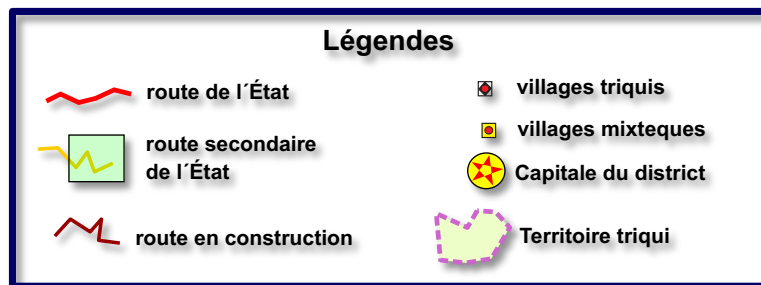 Légendes
route de l´État
route secondaire
de l´État
route en construction
villages triquis
villages mixteques
Capitale du district
Territoire triqui